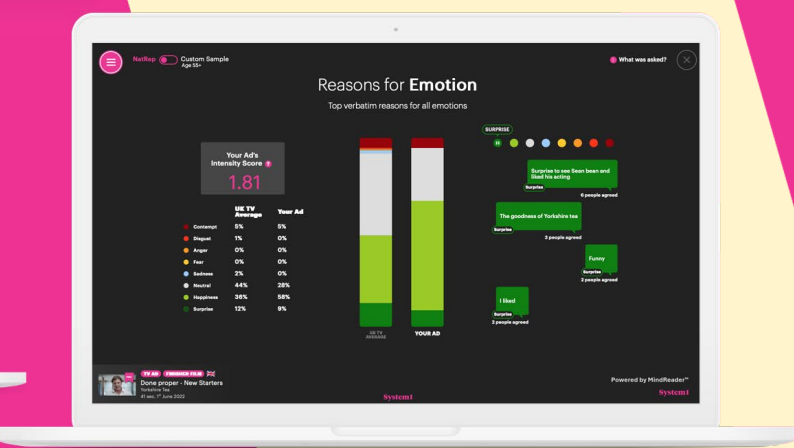 NatRep
Custom Sample
Age 55+
What was asked?
Reasons for Emotion
Top verbatim reasons for all emotions
Your Ad's
Intensity Score
1.81
UK TV
Average
Your Ad
Contempt 5% 5%
Disgust 1% 0%
Anger 0% 0%
Fear 0% 0%
Sadness 2% 0%
Neutral 44% 28%
Happiness 36% 58%
Surprise 12% 9%
UK TV
AVERAGE
YOUR AD
SURPRISE
Surprise to see Sean bean and
liked his acting
Surprise
6 people agreed
The goodness of Yorkshire tea
Surprise
3 people agreed
Funny
Surprise
2 people agreed
I liked
Surprise
2 people agreed
TV AD FINISHED FILM
Done proper - New Starters
Yorkshire Tea
41 sec. 1st June 2022
System1
Powered by MindReader™
System1